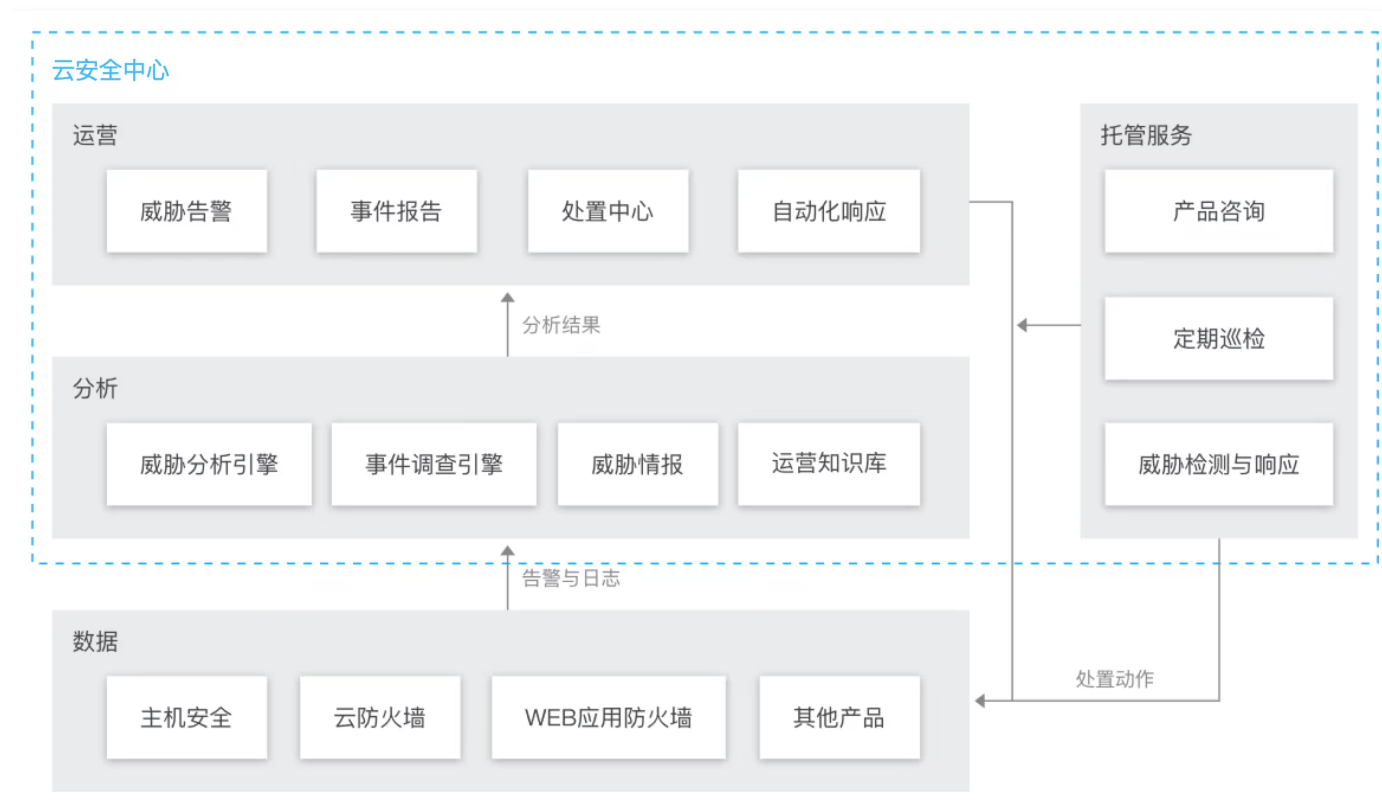 云安全中心
运营
威胁告警
事件报告
处置中心
自动化响应
分析结果
分析
威胁分析引擎
事件调查引擎
威胁情报
运营知识库
告警与日志
数据
主机安全
云防火墙
WEB应用防火墙
其他产品
托管服务
产品咨询
定期巡检
威胁检测与响应
处置动作